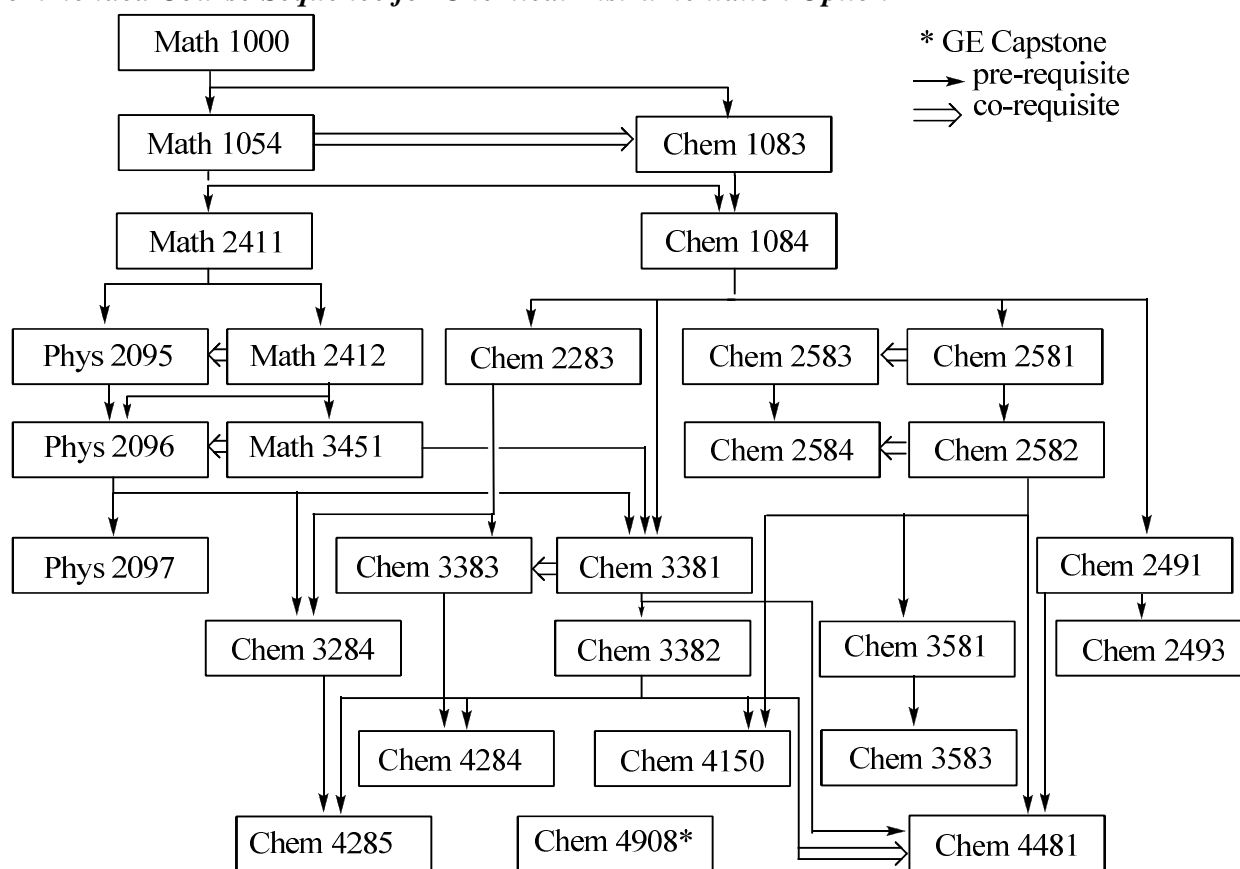 Math 1000
* GE Capstone
pre-requisite
co-requisite
Math 1054
Chem 1083
Math 2411
Chem 1084
Phys 2095
Math 2412
Chem 2283
Chem 2583
Chem 2581
Phys 2096
Math 3451
Chem 2584
Chem 2582
Phys 2097
Chem 3383
Chem 3381
Chem 2491
Chem 3284
Chem 3382
Chem 3581
Chem 2493
Chem 4284
Chem 4150
Chem 3583
Chem 4285
Chem 4908*
Chem 4481